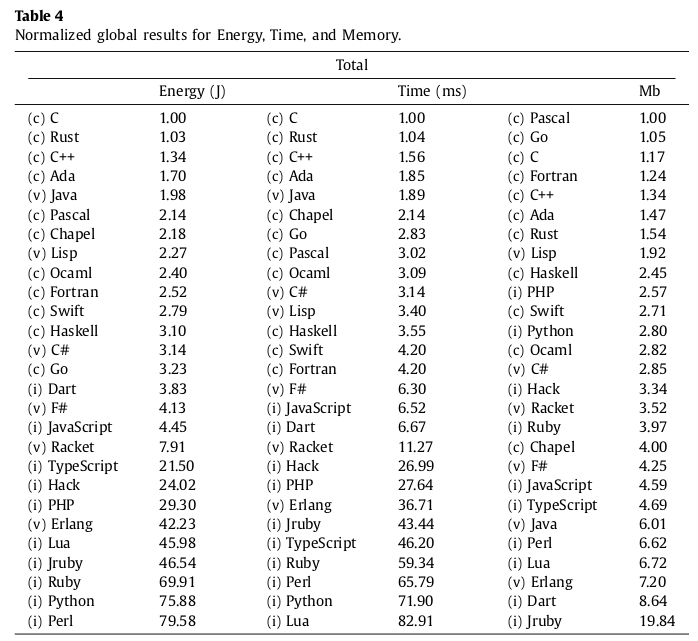 Table 4
Normalized global results for Energy, Time, and Memory.
Total
Energy (J) Time (ms) Mb
(c) C 1.00 (c) C 1.00 (c) Pascal 1.00
(c) Rust 1.03 (c) Rust 1.04 (c) Go 1.05
(c) C++ 1.34 (c) C++ 1.56 (c) C 1.17
(c) Ada 1.70 (c) Ada 1.85 (c) Fortran 1.24
(v) Java 1.98 (v) Java 1.89 (c) C++ 1.34
(c) Pascal 2.14 (c) Chapel 2.14 (c) Ada 1.47
(c) Chapel 2.18 (c) Go 2.83 (c) Rust 1.54
(v) Lisp 2.27 (c) Pascal 3.02 (v) Lisp 1.92
(c) Ocaml 2.40 (c) Ocaml 3.09 (c) Haskell 2.45
(c) Fortran 2.52 (v) C# 3.14 (i) PHP 2.57
(c) Swift 2.79 (v) Lisp 3.40 (c) Swift 2.71
(c) Haskell 3.10 (c) Haskell 3.55 (i) Python 2.80
(v) C# 3.14 (c) Swift 4.20 (c) Ocaml 2.82
(c) Go 3.23 (c) Fortran 4.20 (v) C# 2.85
(i) Dart 3.83 (v) F# 6.30 (i) Hack 3.34
(v) F# 4.13 (i) JavaScript 6.52 (v) Racket 3.52
(i) JavaScript 4.45 (i) Dart 6.67 (i) Ruby 3.97
(v) Racket 7.91 (v) Racket 11.27 (c) Chapel 4.00
(i) TypeScript 21.50 (i) Hack 26.99 (v) F# 4.25
(i) Hack 24.02 (i) PHP 27.64 (i) JavaScript 4.59
(i) PHP 29.30 (v) Erlang 36.71 (i) TypeScript 4.69
(v) Erlang 42.23 (i) Jruby 43.44 (v) Java 6.01
(i) Lua 45.98 (i) TypeScript 46.20 (i) Perl 6.62
(i) Jruby 46.54 (i) Ruby 59.34 (i) Lua 6.72
(i) Ruby 69.91 (i) Perl 65.79 (v) Erlang 7.20
(i) Python 75.88 (i) Python 71.90 (i) Dart 8.64
(i) Perl 79.58 (i) Lua 82.91 (i) Jruby 19.84